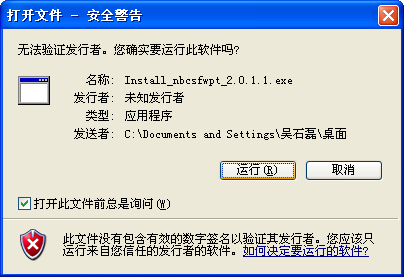 打开文件 - 安全警告
无法验证发行者。您确实要运行此软件吗?
名称: Install_nbcsfwpt_2.0.1.1.exe
发行者: 未知发行者
类型: 应用程序
发送者: C:\Documents and Settings\吴石磊\桌面
运行(R) 取消
打开此文件前总是询问(W)
此文件没有包含有效的数字签名以验证其发行者。您应该只
运行来自您信任的发行者的软件。如何决定要运行的软件?